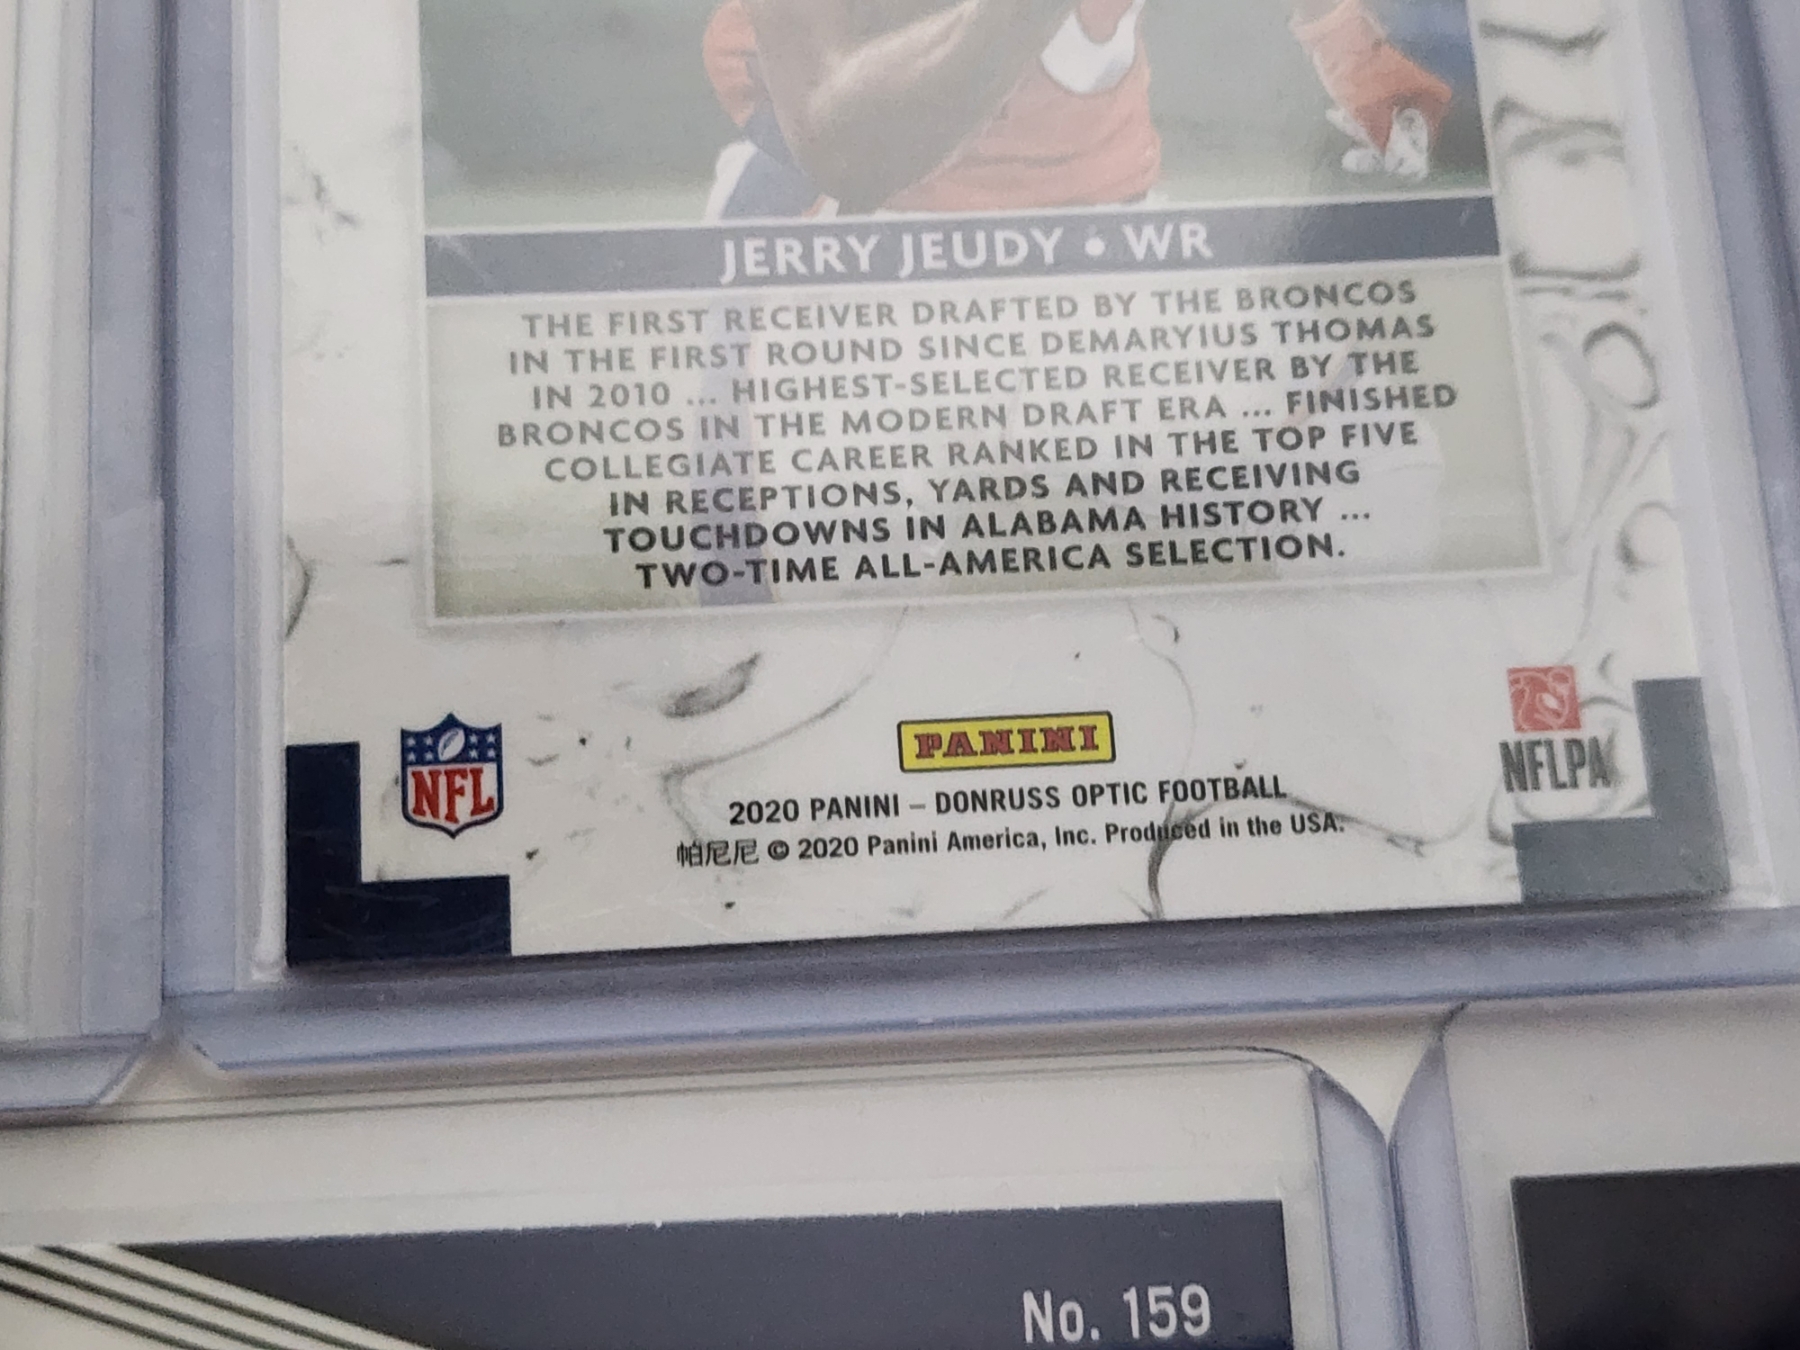 JERRY JEUDY • WR
THE FIRST RECEIVER DRAFTED BY THE BRONCOS
IN THE FIRST ROUND SINCE DEMARYIUS THOMAS
IN 2010 ... HIGHEST-SELECTED RECEIVER BY THE
BRONCOS IN THE MODERN DRAFT ERA ... FINISHED
COLLEGIATE CAREER RANKED IN THE TOP FIVE
IN RECEPTIONS, YARDS AND RECEIVING
TOUCHDOWNS IN ALABAMA HISTORY ...
TWO-TIME ALL-AMERICA SELECTION.
NFL
PANINI
NFLPA
2020 PANINI – DONRUSS OPTIC FOOTBALL
帕尼尼 © 2020 Panini America, Inc. Produced in the USA.
No. 159